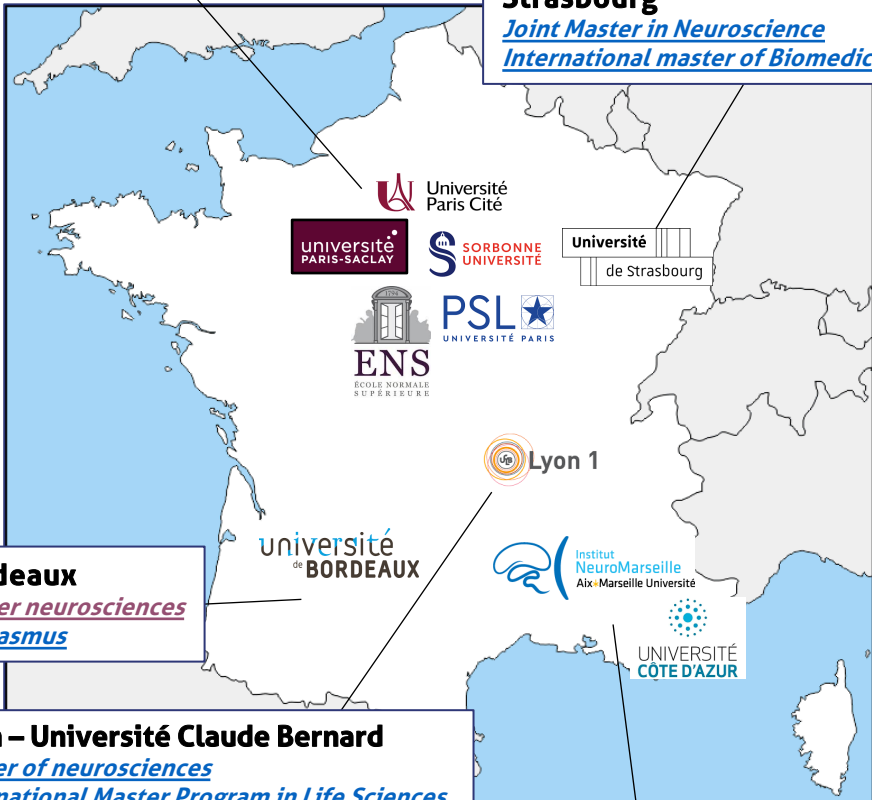 Strasbourg
Joint Master in Neuroscience
International master of Biomedic
Université
Paris Cité
université
PARIS-SACLAY
SORBONNE
UNIVERSITÉ
Université
de Strasbourg
1794
PSL
UNIVERSITÉ PARIS
ENS
ÉCOLE NORMALE
SUPÉRIEURE
Lyon 1
université
de BORDEAUX
Institut
NeuroMarseille
Aix+Marseille Université
deaux
er neurosciences
asmus
UNIVERSITÉ
CÔTE D'AZUR
– Université Claude Bernard
er of neurosciences
national Master Program in Life Sciences